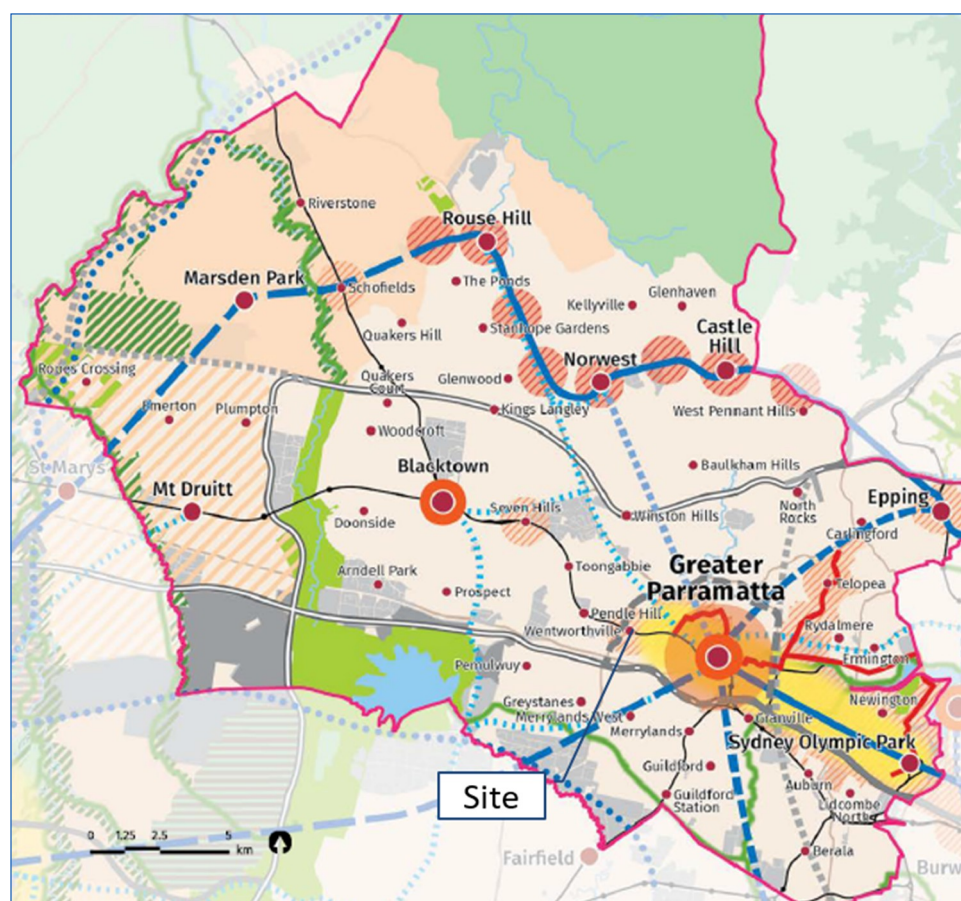 Riverstone
Rouse Hill
Marsden Park
Schofields
The Ponds
Kellyville
Glenhaven
Quakers Hill
Stanhope Gardens
Castle
Hill
Norwest
Ropes Crossing
Quakers
Court
Glenwood
Emerton
Plumpton
Kings Langley
West Pennant Hills
Woodcroft
St Marys
Blacktown
Baulkham Hills
Mt Druitt
Doonside
Seven Hills
Winston Hills
North
Rocks
Epping
Carlingford
Toongabbie
Greater
Parramatta
Arndell Park
Prospect
Telopea
Pendle Hill
Wentworthville
Rydalmere
Ermington
Pemulwuy
Newington
Greystanes
Merrylands West
Merrylands
Granville
Sydney Olympic Park
Guildford
Auburn
Site
Guildford
Station
Lidcombe
North
0 1.25 2.5 5
km
Fairfield
Berala
Burw